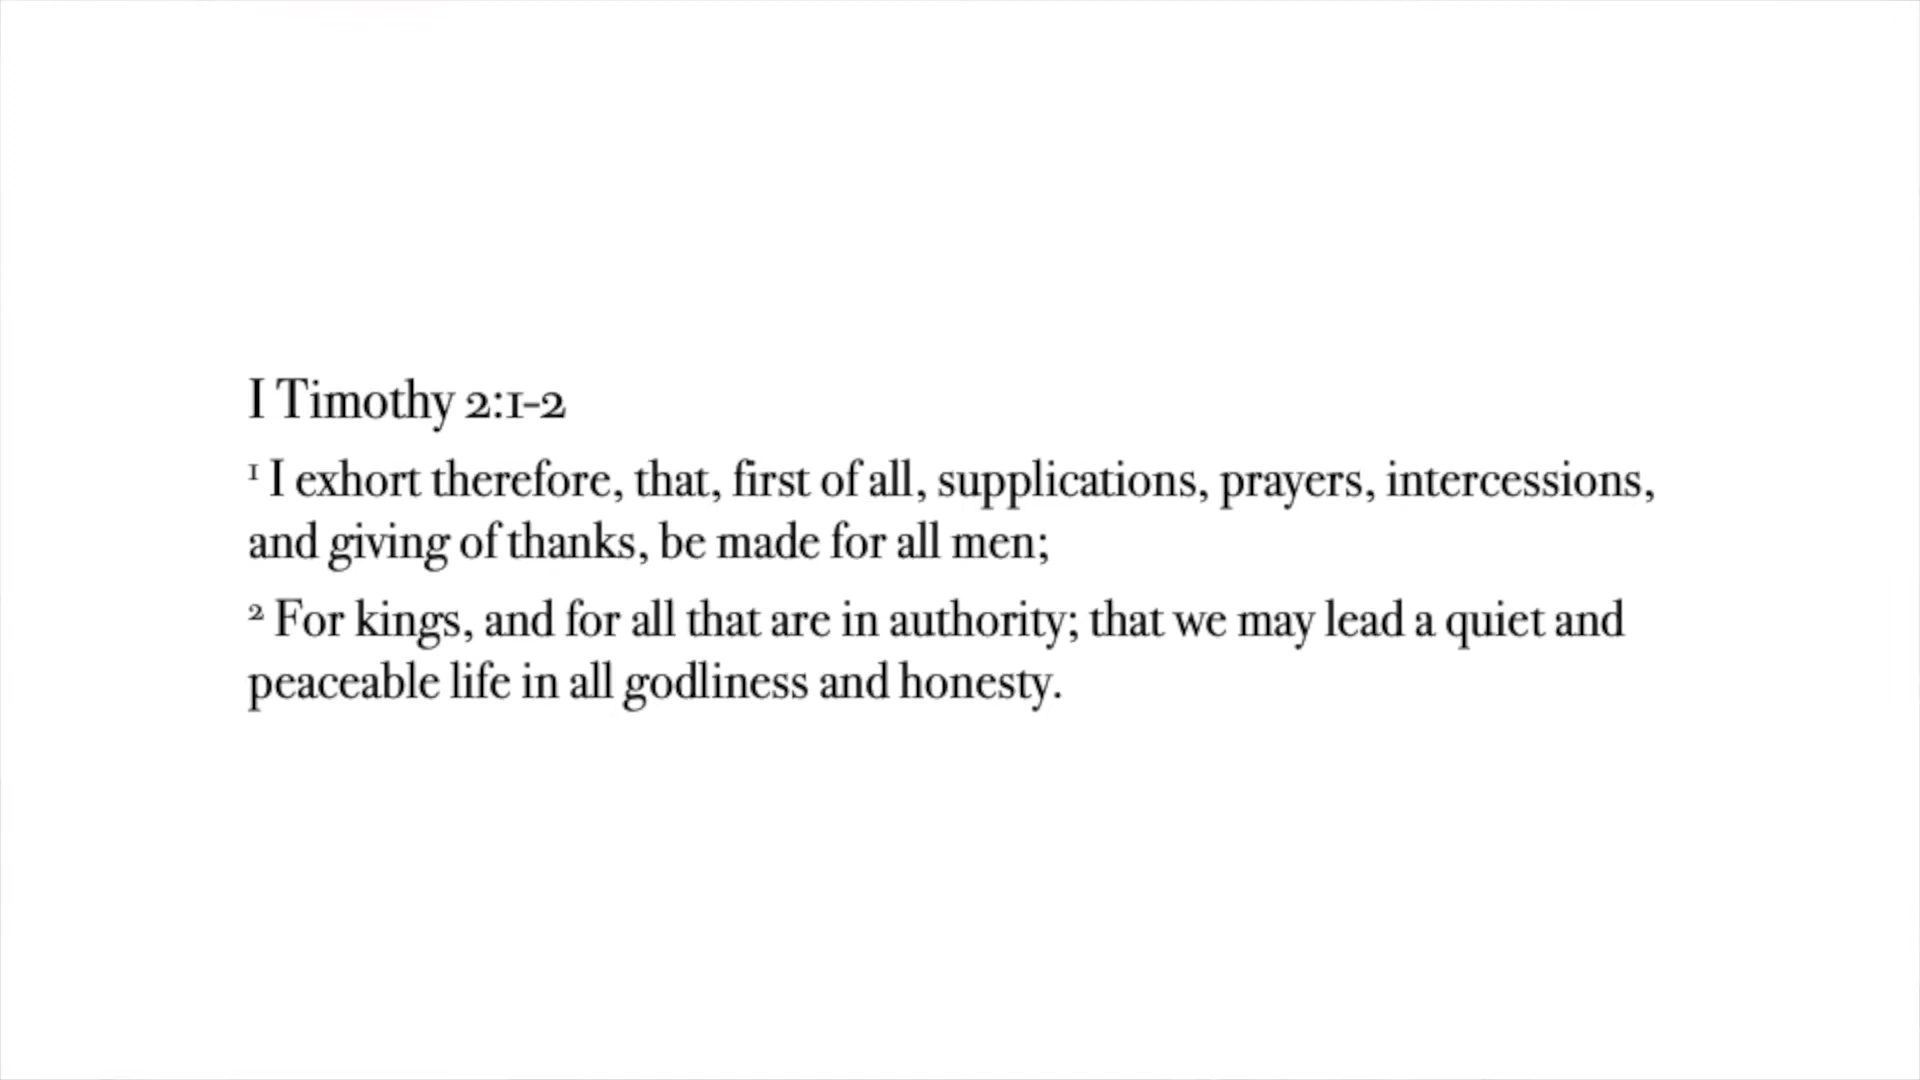 I Timothy 2:1-2
¹ I exhort therefore, that, first of all, supplications, prayers, intercessions,
and giving of thanks, be made for all men;
² For kings, and for all that are in authority; that we may lead a quiet and
peaceable life in all godliness and honesty.